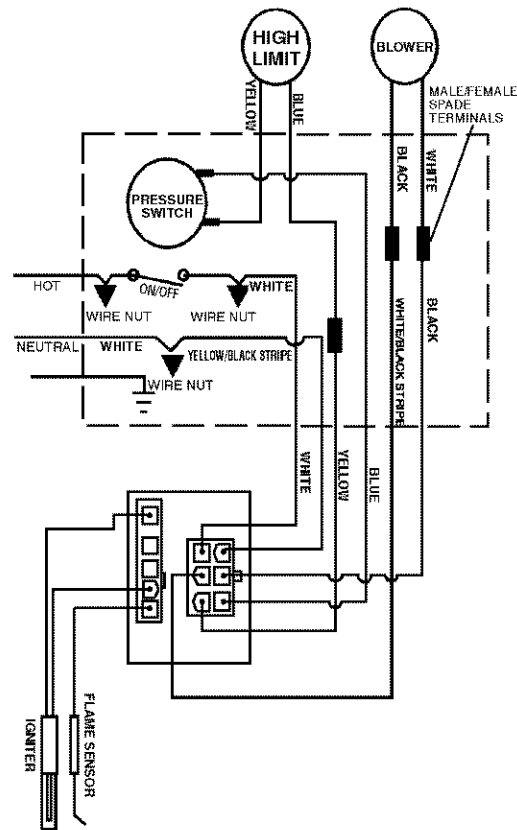 HIGH
LIMIT
BLOWER
YELLOW
BLUE
MALE/FEMALE
SPADE
TERMINALS
BLACK
WHITE
PRESSURE
SWITCH
HOT
ON/OFF
WHITE
WIRE NUT
WIRE NUT
NEUTRAL
WHITE
YELLOW/BLACK STRIPE
WIRE NUT
WHITE/BLACK STRIPE
BLACK
WHITE
YELLOW
BLUE
IGNITER
FLAME SENSOR